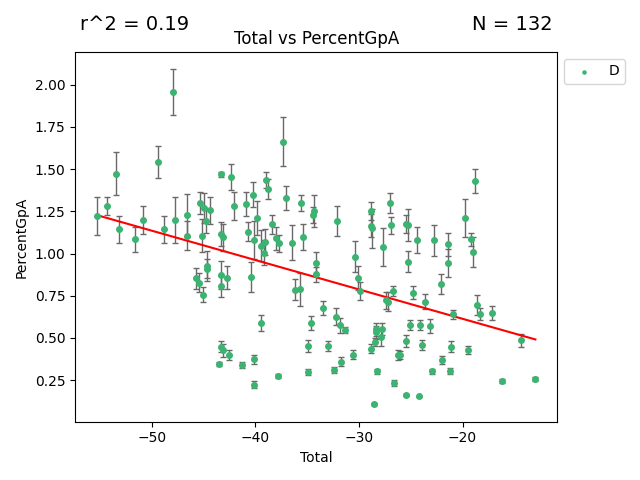 r^2 = 0.19 N = 132
Total vs PercentGpA
D
2.00
1.75
1.50
1.25
1.00
0.75
0.50
0.25
PercentGpA
−50 −40 −30 −20
Total